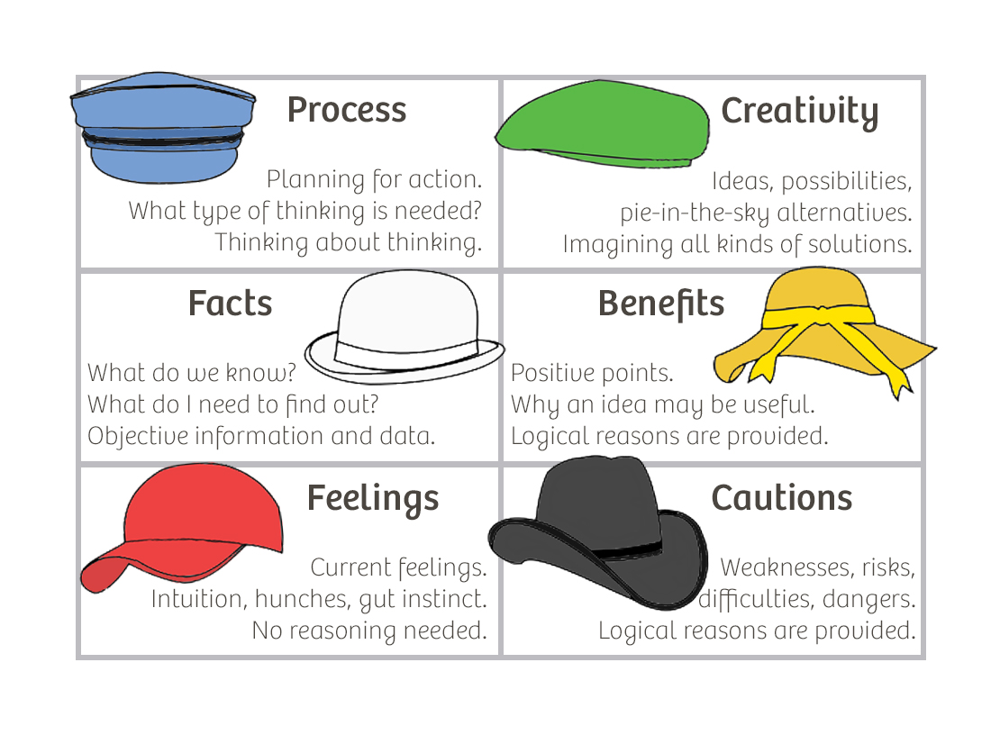 Process
Planning for action.
What type of thinking is needed?
Thinking about thinking.
Creativity
Ideas, possibilities,
pie-in-the-sky alternatives.
Imagining all kinds of solutions.
Facts
What do we know?
What do I need to find out?
Objective information and data.
Benefits
Positive points.
Why an idea may be useful.
Logical reasons are provided.
Feelings
Current feelings.
Intuition, hunches, gut instinct.
No reasoning needed.
Cautions
Weaknesses, risks,
difficulties, dangers.
Logical reasons are provided.